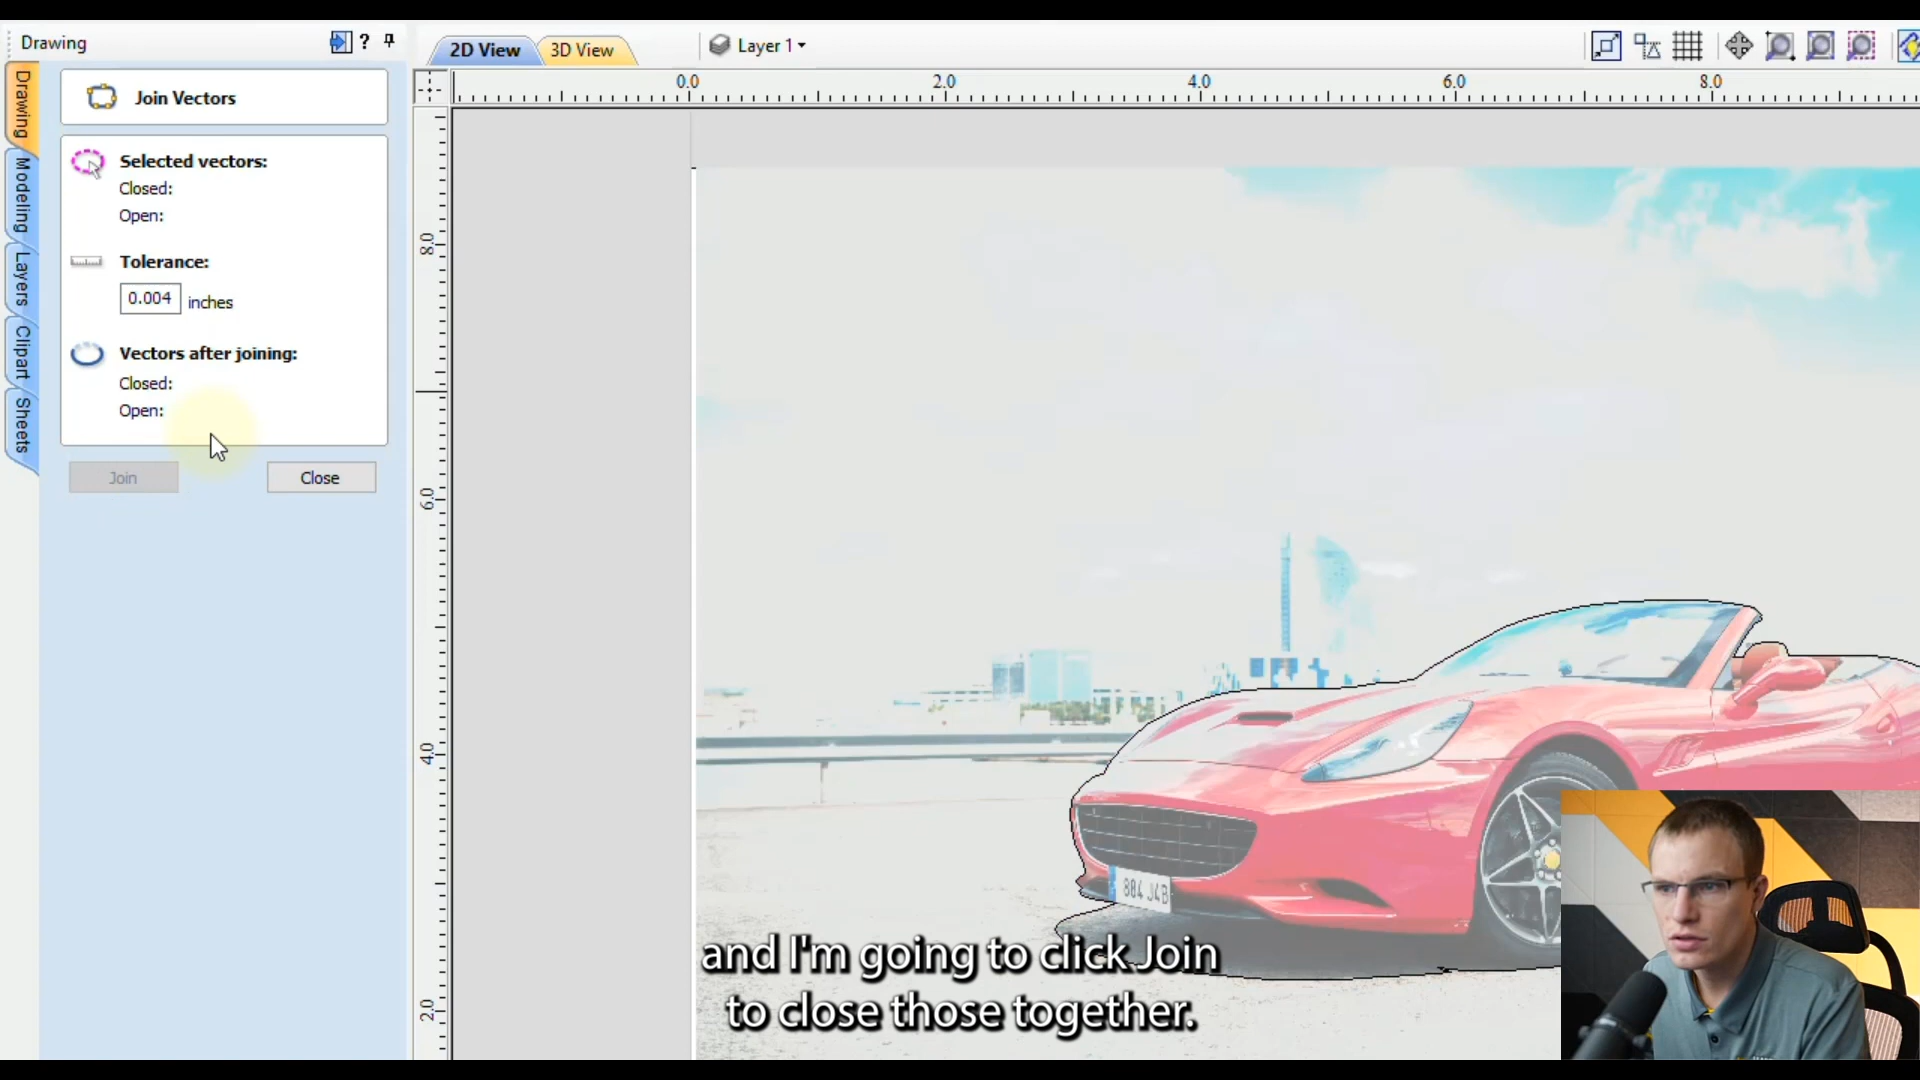 Drawing
?
2D View
3D View
Layer 1
Join Vectors
Drawing
Modeling
Layers
Clipart
Sheets
Selected vectors:
Closed:
Open:
Tolerance:
0.004 inches
Vectors after joining:
Closed:
Open:
Join
Close
0.0 2.0 4.0 6.0 8.0
8.0
6.0
4.0
2.0
884 J4B
and I'm going to click Join
to close those together.